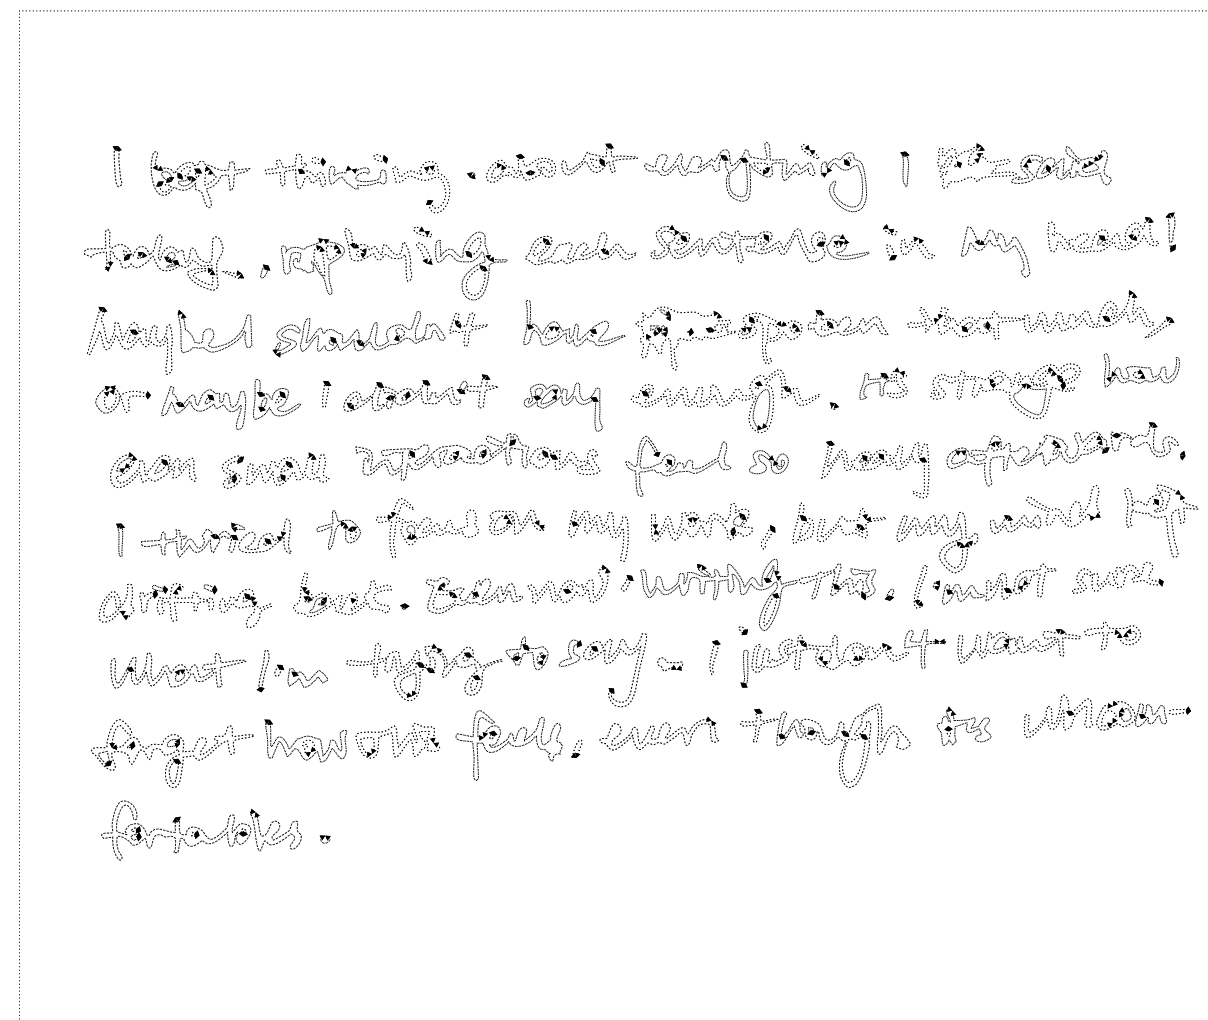 I kept thinking about everything I said
today, replaying each sentence in my head!
Maybe I shouldn't have spoken that much,
or maybe I didn't say enough. It's strange how
even small interactions feel so heavy afterwards.
I tried to focus on my work, but my mind kept
drifting back. Even now, writing this, I'm not sure
what I'm trying to say. I just don't want to
forget how this feels, even though it's uncom-
fortables.